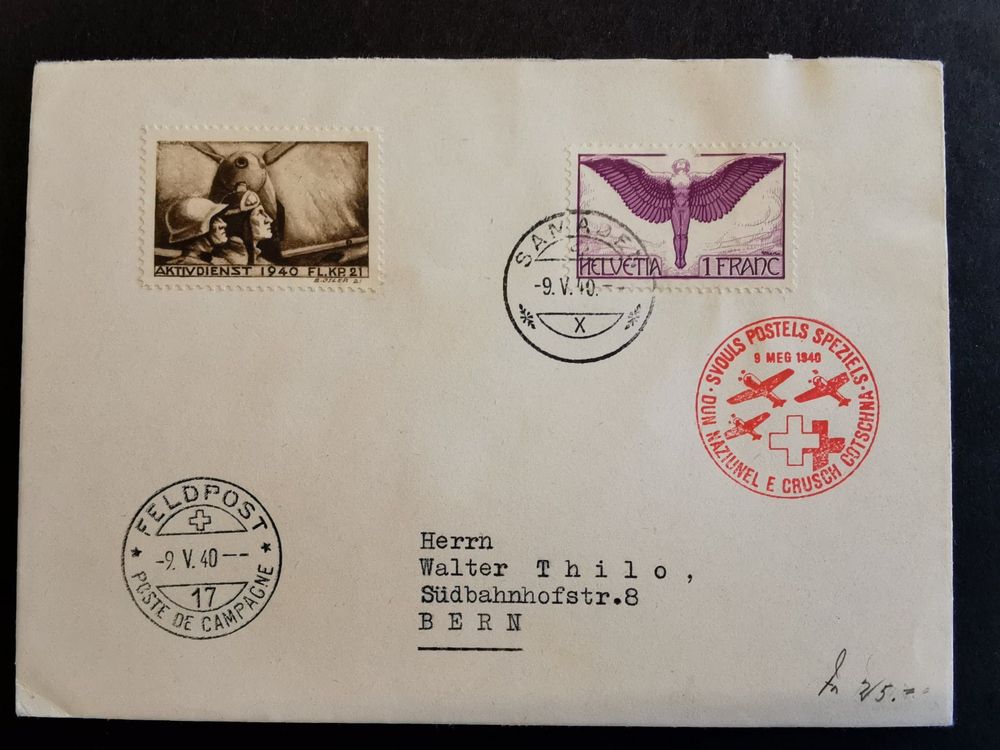 AKTIVDIENST 1940 FL.KP.21
HELVETIA 1 FRANC
-9.V.40.--
X
SVOULS POSTELS SPEZIELS
9 MEG 1940
DUN NAZIUNEL E CRUSCH COTSCHNA
FELDPOST
-9.V.40---
17
POSTE DE CAMPAGNE
Herrn
Walter Thilo,
Südbahnhofstr.8
BERN